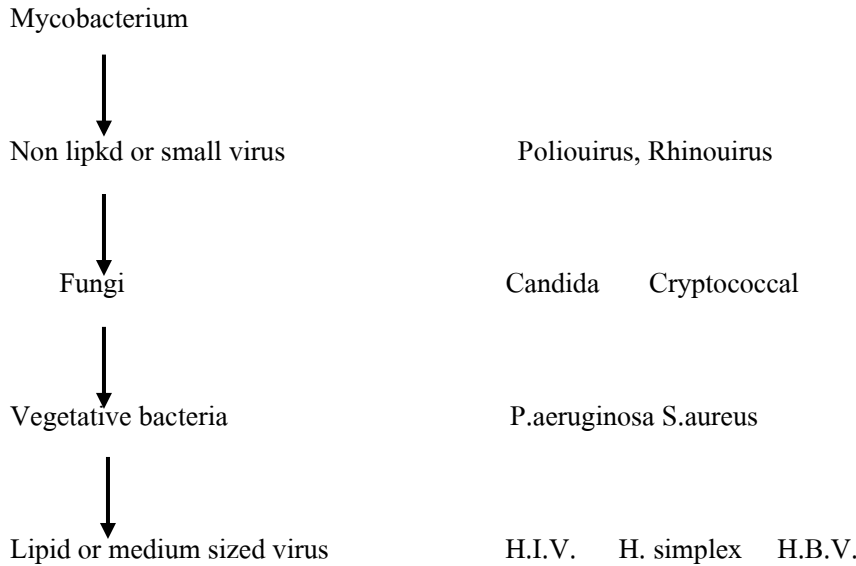 Mycobacterium
Non lipkd or small virus Poliouirus, Rhinouirus
Fungi Candida Cryptococcal
Vegetative bacteria P.aeruginosa S.aureus
Lipid or medium sized virus H.I.V. H. simplex H.B.V.